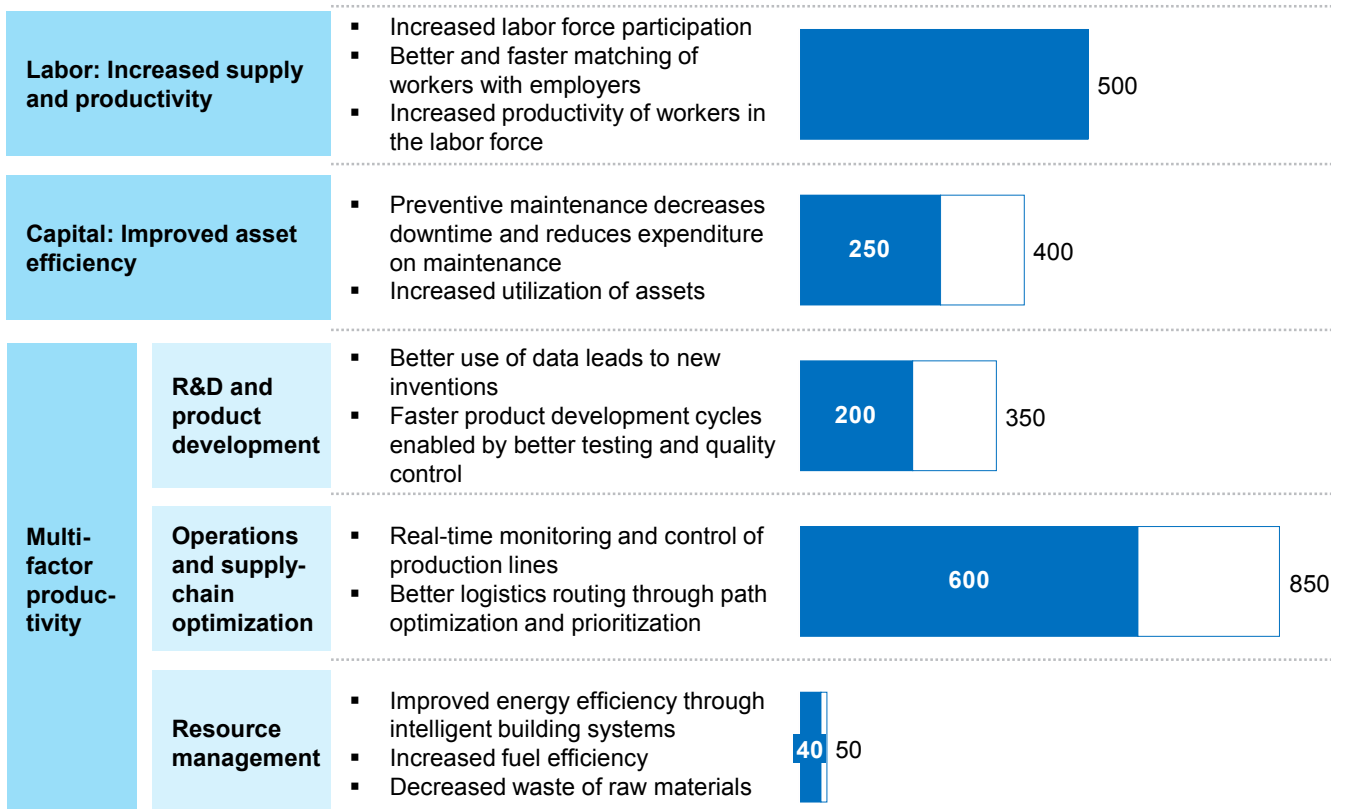 Labor: Increased supply
and productivity
▪ Increased labor force participation
▪ Better and faster matching of
workers with employers
▪ Increased productivity of workers in
the labor force
500
Capital: Improved asset
efficiency
▪ Preventive maintenance decreases
downtime and reduces expenditure
on maintenance
▪ Increased utilization of assets
250
400
Multi-
factor
produc-
tivity
R&D and
product
development
▪ Better use of data leads to new
inventions
▪ Faster product development cycles
enabled by better testing and quality
control
200
350
Operations
and supply-
chain
optimization
▪ Real-time monitoring and control of
production lines
▪ Better logistics routing through path
optimization and prioritization
600
850
Resource
management
▪ Improved energy efficiency through
intelligent building systems
▪ Increased fuel efficiency
▪ Decreased waste of raw materials
40
50